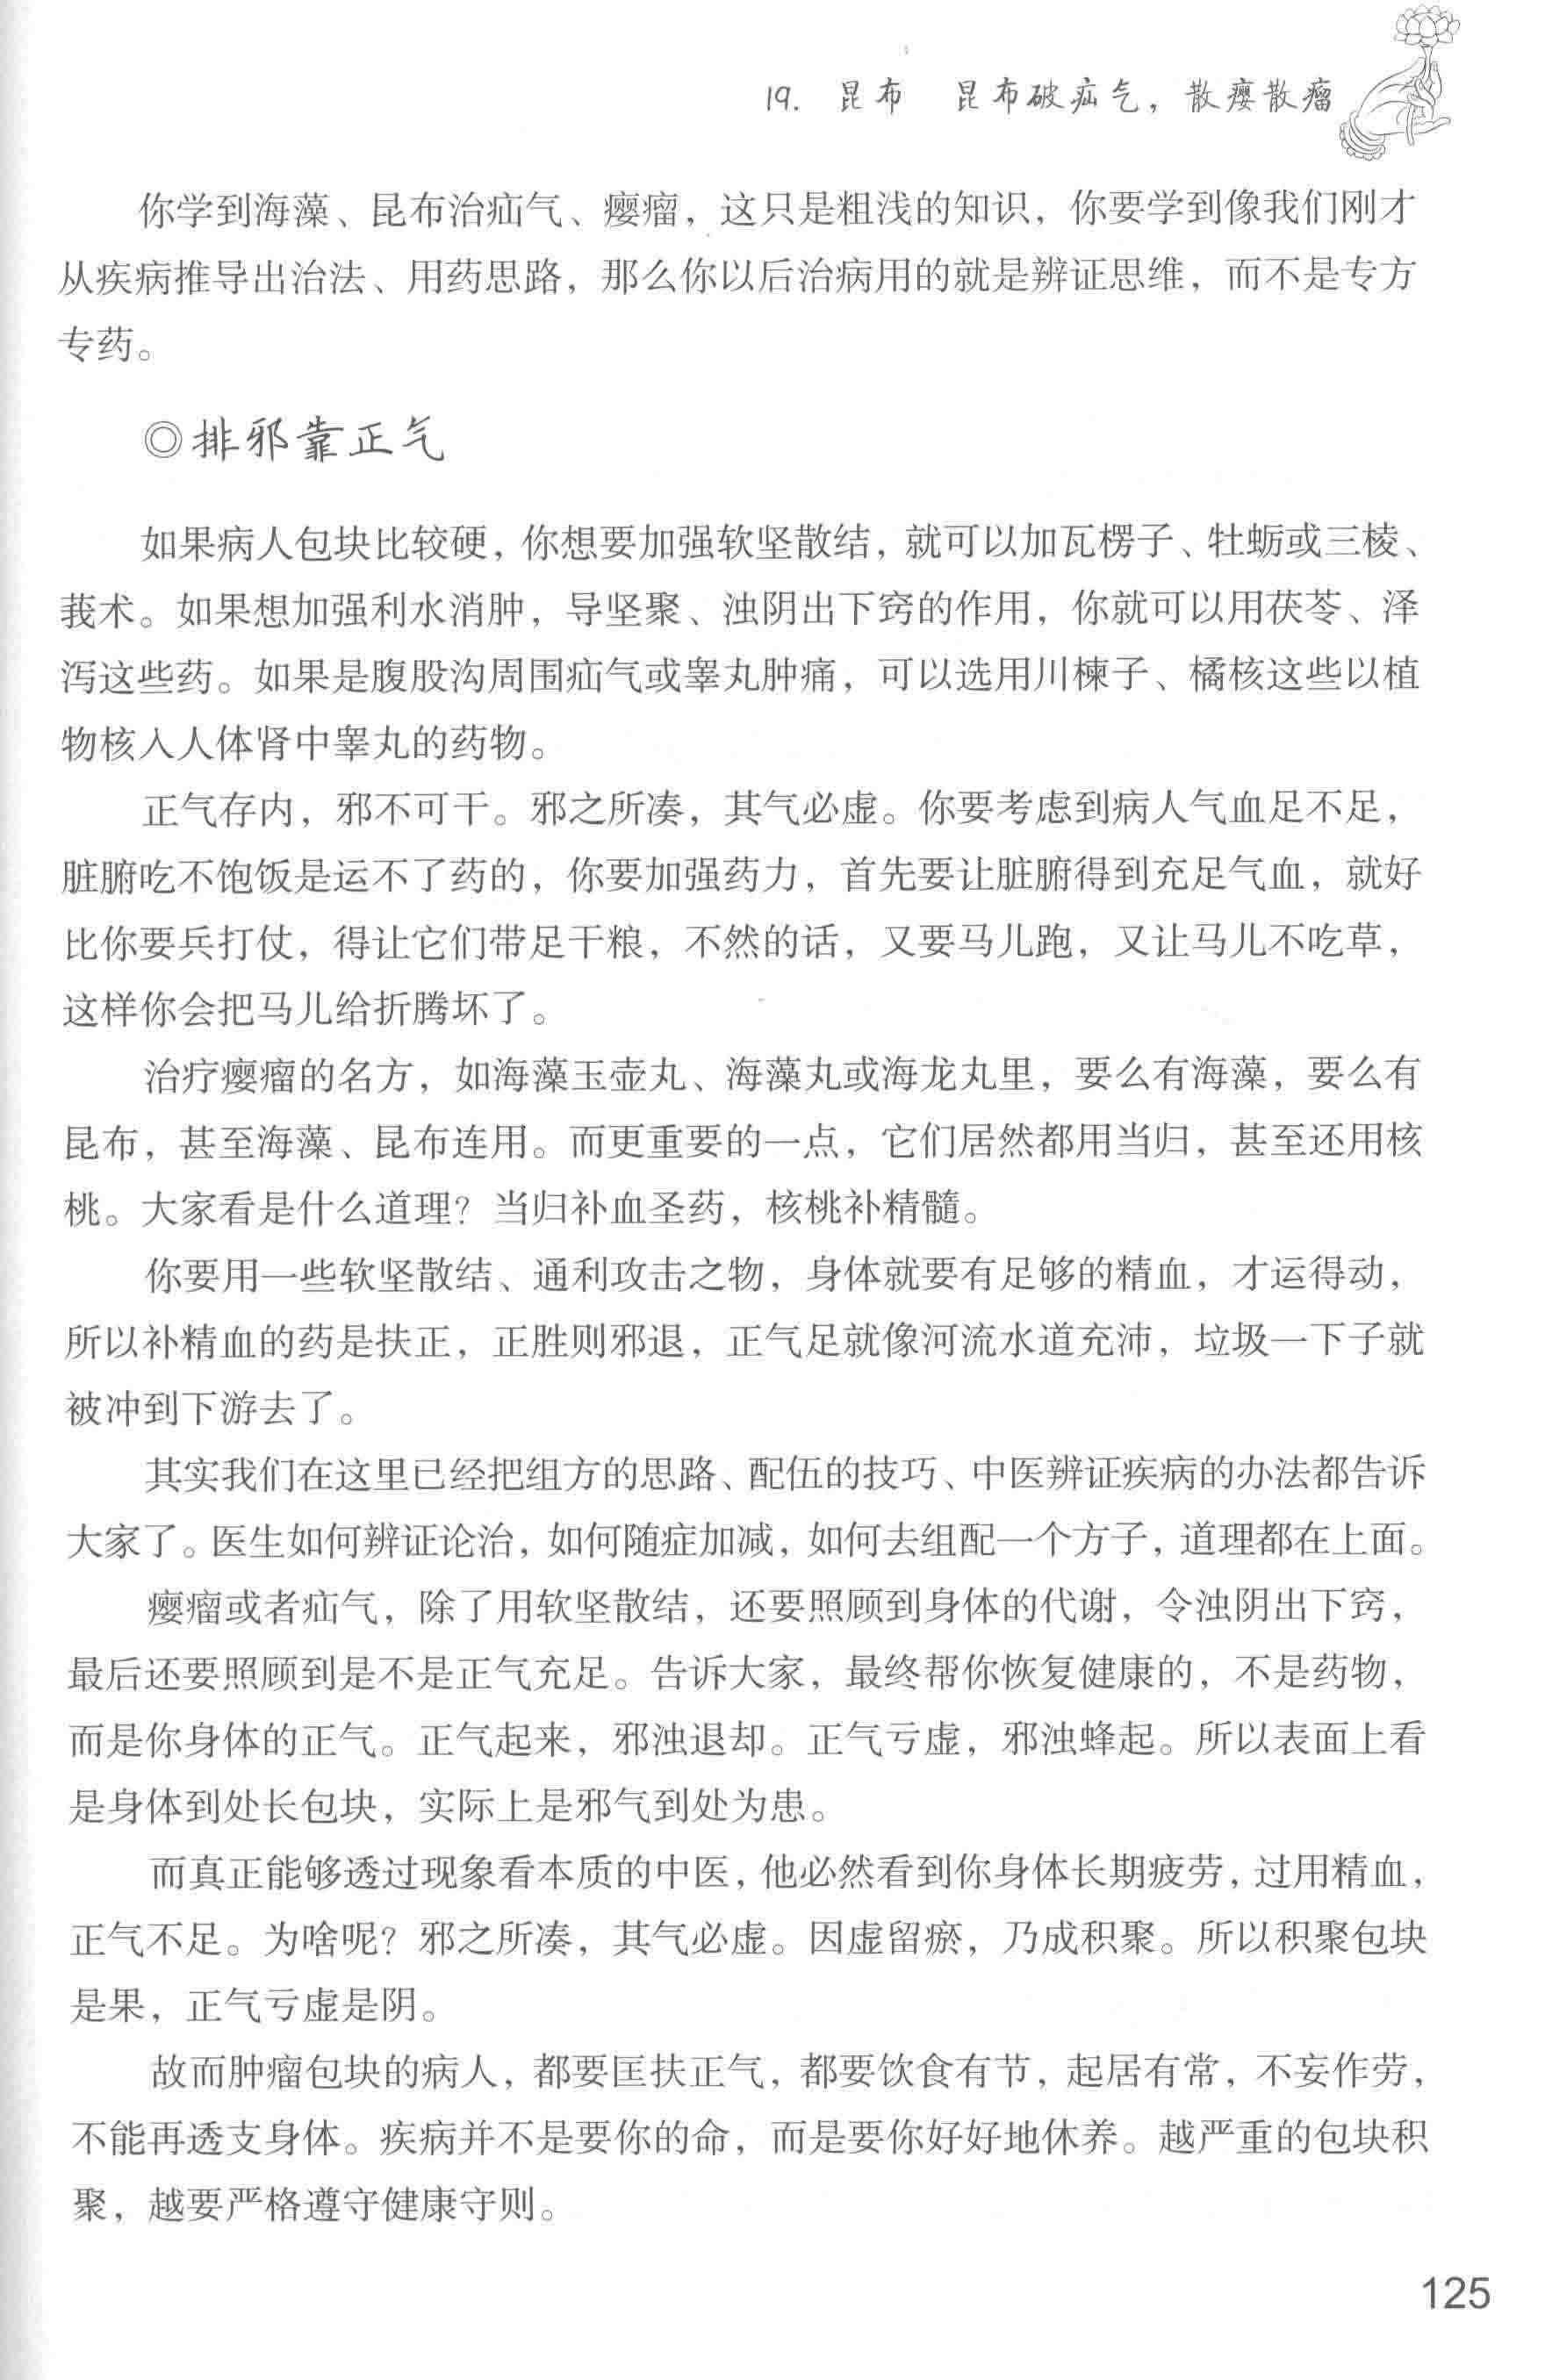 19. 昆布　昆布破疝气，散瘿散瘤
你学到海藻、昆布治疝气、瘿瘤，这只是粗浅的知识，你要学到像我们刚才
从疾病推导出治法、用药思路，那么你以后治病用的就是辨证思维，而不是专方
专药。
◎排邪靠正气
如果病人包块比较硬，你想要加强软坚散结，就可以加瓦楞子、牡蛎或三棱、
莪术。如果想加强利水消肿，导坚聚、浊阴出下窍的作用，你就可以用茯苓、泽
泻这些药。如果是腹股沟周围疝气或睾丸肿痛，可以选用川楝子、橘核这些以植
物核入人体肾中睾丸的药物。
正气存内，邪不可干。邪之所凑，其气必虚。你要考虑到病人气血足不足，
脏腑吃不饱饭是运不了药的，你要加强药力，首先要让脏腑得到充足气血，就好
比你要兵打仗，得让它们带足干粮，不然的话，又要马儿跑，又让马儿不吃草，
这样你会把马儿给折腾坏了。
治疗瘿瘤的名方，如海藻玉壶丸、海藻丸或海龙丸里，要么有海藻，要么有
昆布，甚至海藻、昆布连用。而更重要的一点，它们居然都用当归，甚至还用核
桃。大家看是什么道理？当归补血圣药，核桃补精髓。
你要用一些软坚散结、通利攻击之物，身体就要有足够的精血，才运得动，
所以补精血的药是扶正，正胜则邪退，正气足就像河流水道充沛，垃圾一下子就
被冲到下游去了。
其实我们在这里已经把组方的思路、配伍的技巧、中医辨证疾病的办法都告诉
大家了。医生如何辨证论治，如何随症加减，如何去组配一个方子，道理都在上面。
瘿瘤或者疝气，除了用软坚散结，还要照顾到身体的代谢，令浊阴出下窍，
最后还要照顾到是不是正气充足。告诉大家，最终帮你恢复健康的，不是药物，
而是你身体的正气。正气起来，邪浊退却。正气亏虚，邪浊蜂起。所以表面上看
是身体到处长包块，实际上是邪气到处为患。
而真正能够透过现象看本质的中医，他必然看到你身体长期疲劳，过用精血，
正气不足。为啥呢？邪之所凑，其气必虚。因虚留瘀，乃成积聚。所以积聚包块
是果，正气亏虚是阴。
故而肿瘤包块的病人，都要匡扶正气，都要饮食有节，起居有常，不妄作劳，
不能再透支身体。疾病并不是要你的命，而是要你好好地休养。越严重的包块积
聚，越要严格遵守健康守则。
125